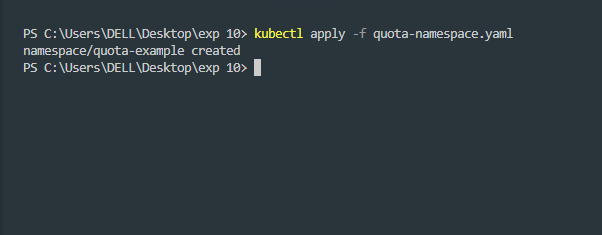 PS C:\Users\DELL\Desktop\exp 10> kubectl apply -f quota-namespace.yaml
namespace/quota-example created
PS C:\Users\DELL\Desktop\exp 10>